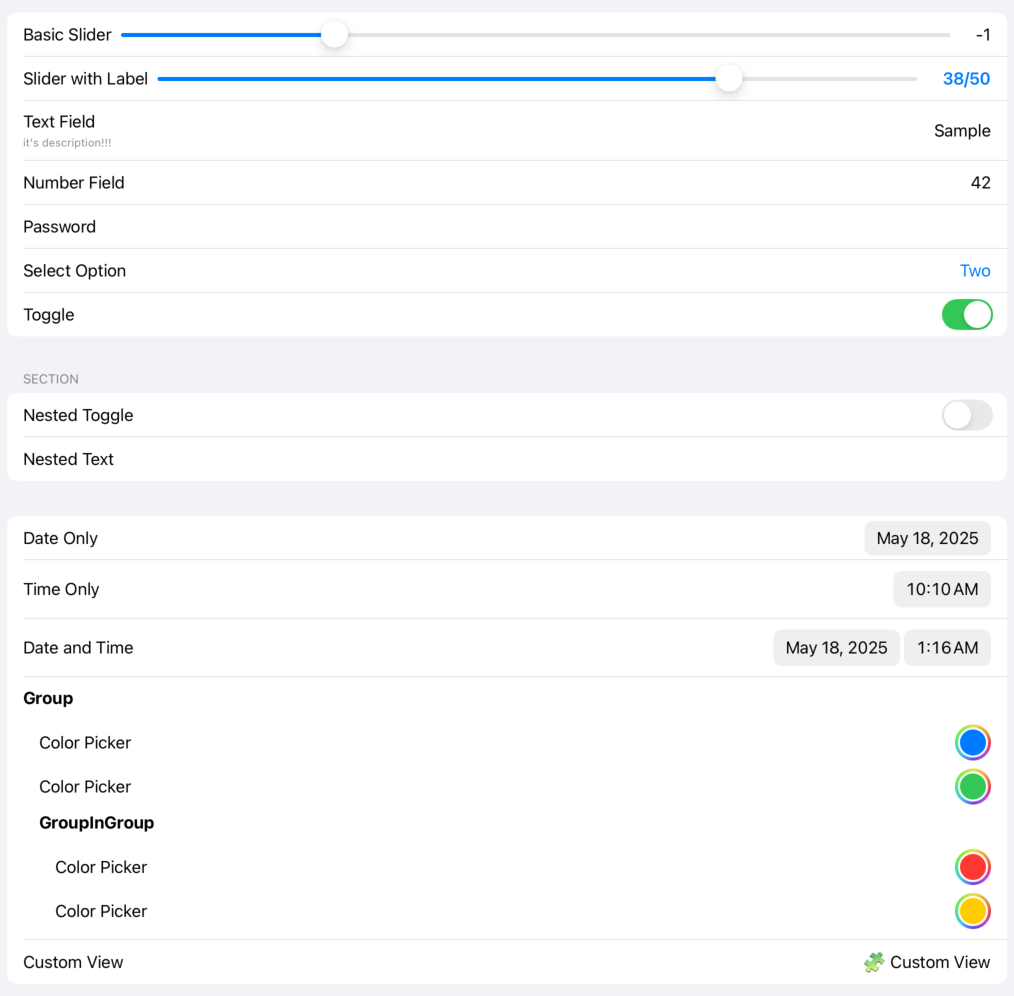 Basic Slider -1
Slider with Label 38/50
Text Field
it's description!!!
Sample
Number Field 42
Password
Select Option Two
Toggle
SECTION
Nested Toggle
Nested Text
Date Only May 18, 2025
Time Only 10:10 AM
Date and Time May 18, 2025 1:16 AM
Group
Color Picker
Color Picker
GroupInGroup
Color Picker
Color Picker
Custom View Custom View